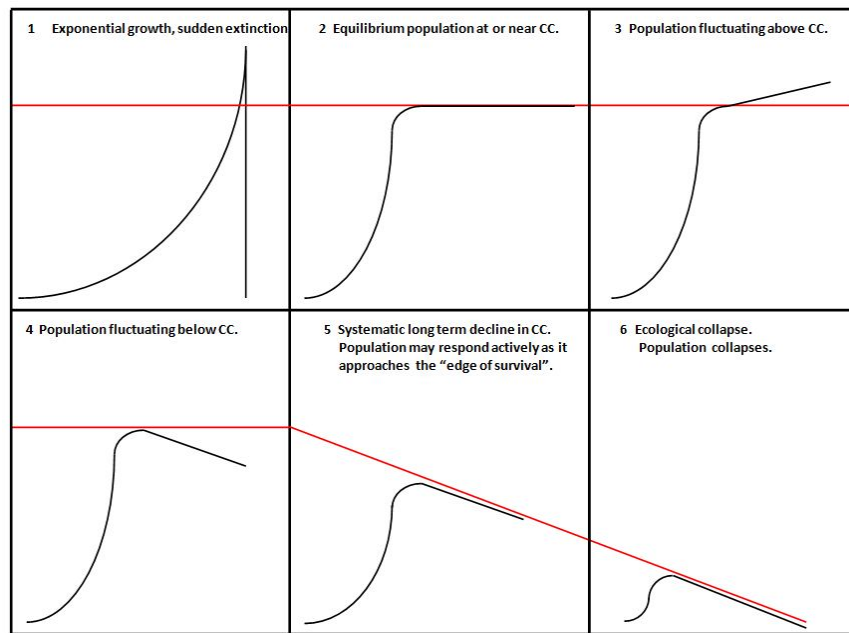 1 Exponential growth, sudden extinction
2 Equilibrium population at or near CC.
3 Population fluctuating above CC.
4 Population fluctuating below CC.
5 Systematic long term decline in CC.
Population may respond actively as it
approaches the “edge of survival”.
6 Ecological collapse.
Population collapses.